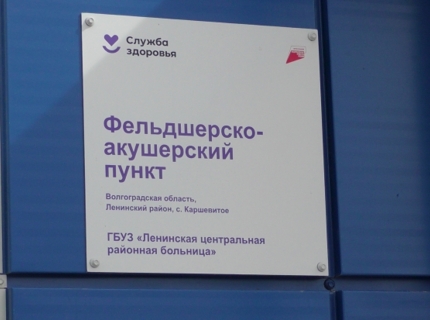 Служба
здоровья
Фельдшерско-
акушерский
пункт
Волгоградская область,
Ленинский район, с. Каршевитое
ГБУЗ «Ленинская центральная
районная больница»